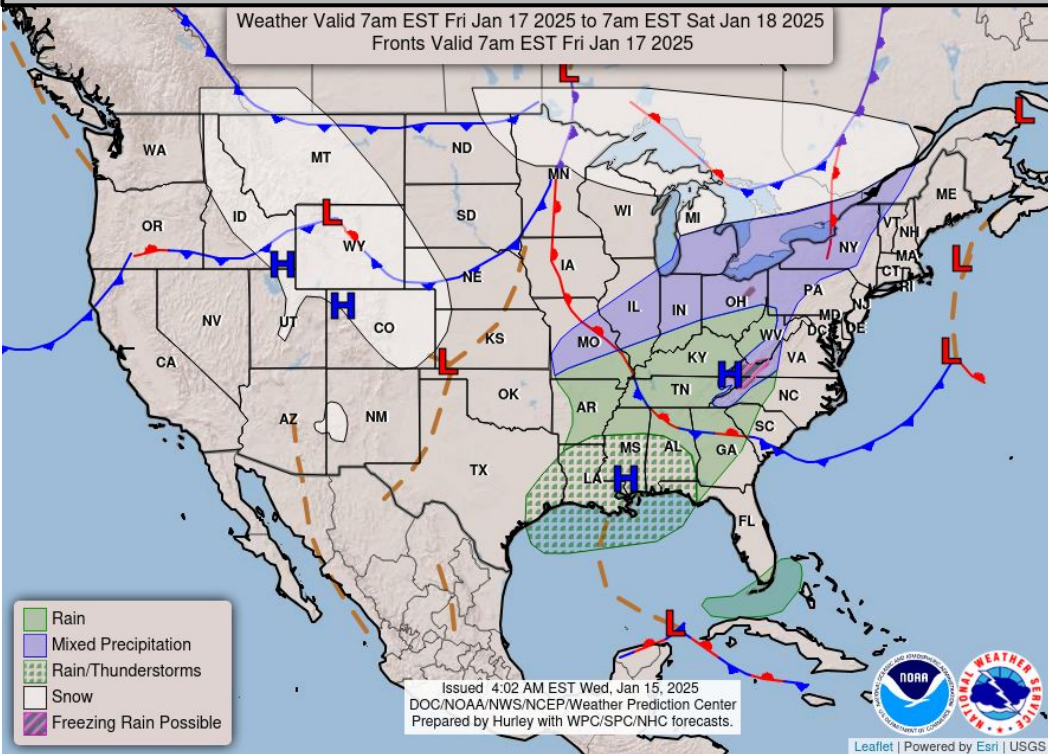 Weather Valid 7am EST Fri Jan 17 2025 to 7am EST Sat Jan 18 2025
Fronts Valid 7am EST Fri Jan 17 2025
L
L
WA
MT
ND
MN
ME
OR
ID
L
WY
SD
WI
MI
VT
NH
NY
MA
CT
RI
L
H
H
NE
IA
NV
UT
CO
IL
IN
OH
PA
NJ
MD
DE
DC
CA
L
KS
MO
WV
VA
L
KY
H
AZ
NM
OK
AR
TN
NC
SC
TX
MS
AL
GA
LA
H
FL
L
Rain
Mixed Precipitation
Rain/Thunderstorms
Snow
Freezing Rain Possible
Issued 4:02 AM EST Wed, Jan 15, 2025
DOC/NOAA/NWS/NCEP/Weather Prediction Center
Prepared by Hurley with WPC/SPC/NHC forecasts.
NOAA
NATIONAL WEATHER SERVICE
Leaflet | Powered by Esri | USGS